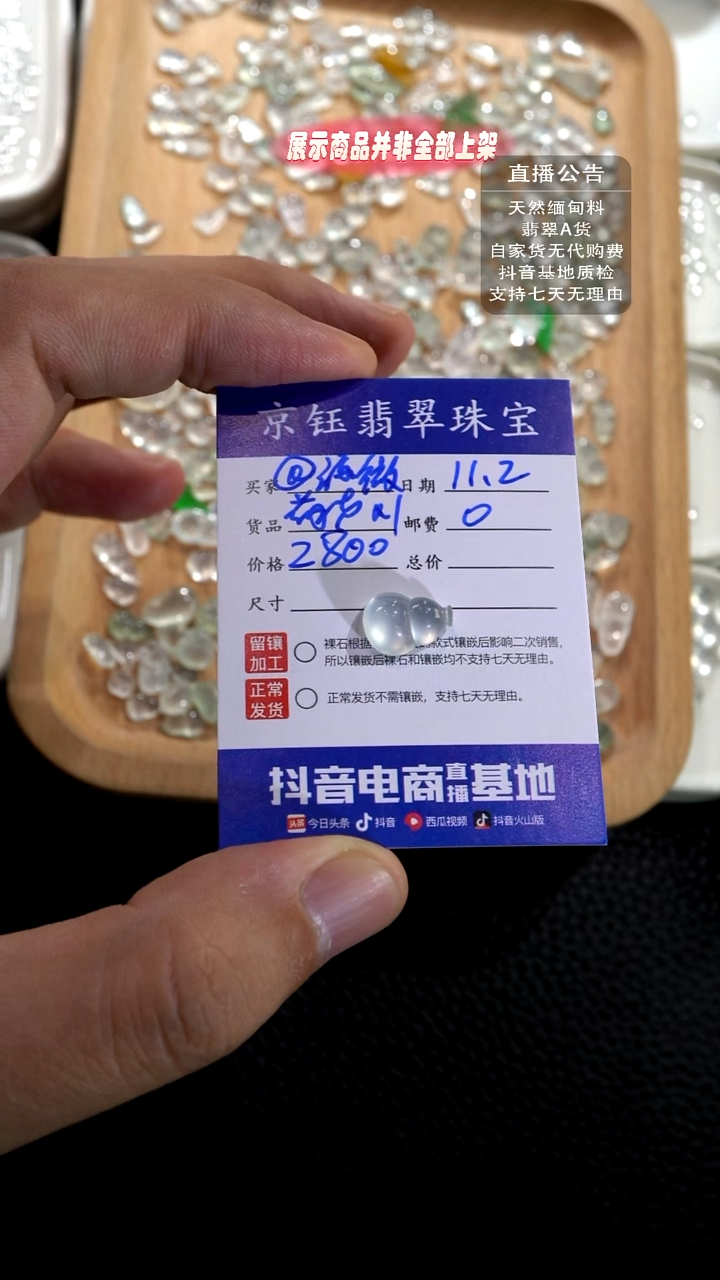 展示商品并非全部上架
直播公告
天然缅甸料
翡翠A货
自家货无代购费
抖音基地质检
支持七天无理由
京钰翡翠珠宝
买家 日期 11.2
货品 邮费 0
价格 2800 总价
尺寸
留镶加工 裸石根据 款式镶嵌后影响二次销售,
所以镶嵌后裸石和镶嵌均不支持七天无理由。
正常发货 正常发货不需镶嵌，支持七天无理由。
抖音电商直播基地
头条 今日头条 抖音 西瓜视频 抖音火山版